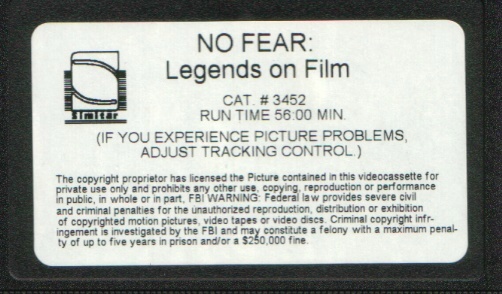 NO FEAR:
Legends on Film
Similar
CAT. # 3452
RUN TIME 56:00 MIN.
(IF YOU EXPERIENCE PICTURE PROBLEMS,
ADJUST TRACKING CONTROL.)
The copyright proprietor has licensed the Picture contained in this videocassette for
private use only and prohibits any other use, copying, reproduction or performance
in public, in whole or in part, FBI WARNING: Federal law provides severe civil
and criminal penalties for the unauthorized reproduction, distribution or exhibition
of copyrighted motion pictures, video tapes or video discs. Criminal copyright infr-
ingement is investigated by the FBI and may constitute a felony with a maximum penal-
ty of up to five years in prison and/or a $250,000 fine.